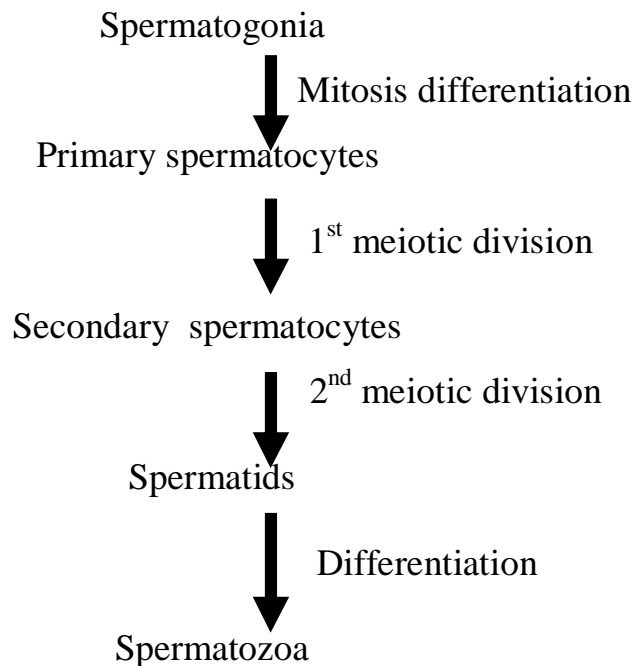 Spermatogonia
Mitosis differentiation
Primary spermatocytes
1st meiotic division
Secondary spermatocytes
2nd meiotic division
Spermatids
Differentiation
Spermatozoa